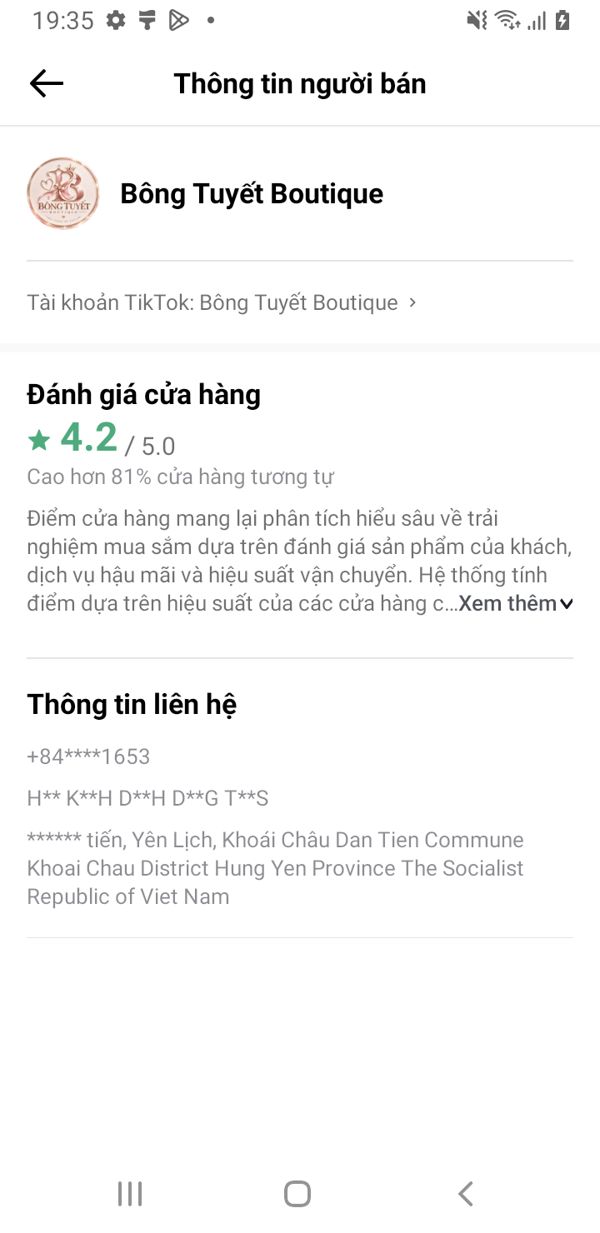 19:35
Thông tin người bán
BÔNG TUYẾT
BOUTIQUE
Bông Tuyết Boutique
Tài khoản TikTok: Bông Tuyết Boutique >
Đánh giá cửa hàng
4.2 / 5.0
Cao hơn 81% cửa hàng tương tự
Điểm cửa hàng mang lại phân tích hiểu sâu về trải
nghiệm mua sắm dựa trên đánh giá sản phẩm của khách,
dịch vụ hậu mãi và hiệu suất vận chuyển. Hệ thống tính
điểm dựa trên hiệu suất của các cửa hàng c...Xem thêm
Thông tin liên hệ
+84****1653
H** K**H D**H D**G T**S
****** tiến, Yên Lịch, Khoái Châu Dan Tien Commune
Khoai Chau District Hung Yen Province The Socialist
Republic of Viet Nam